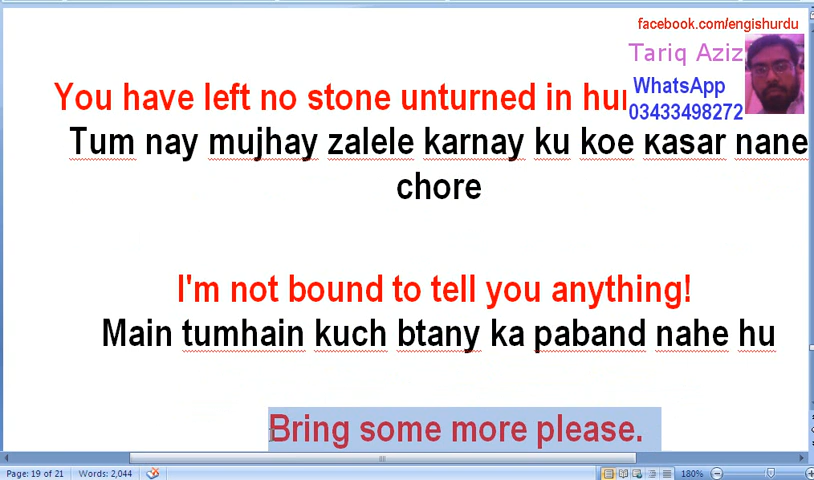 facebook.com/engishurdu
Tariq Aziz
WhatsApp
03433498272
You have left no stone unturned in
Tum nay mujhay zalele karnay ku koe kasar nane
chore
I'm not bound to tell you anything!
Main tumhain kuch btany ka paband nahe hu
Bring some more please.
Page: 19 of 21 Words: 2,044 180%